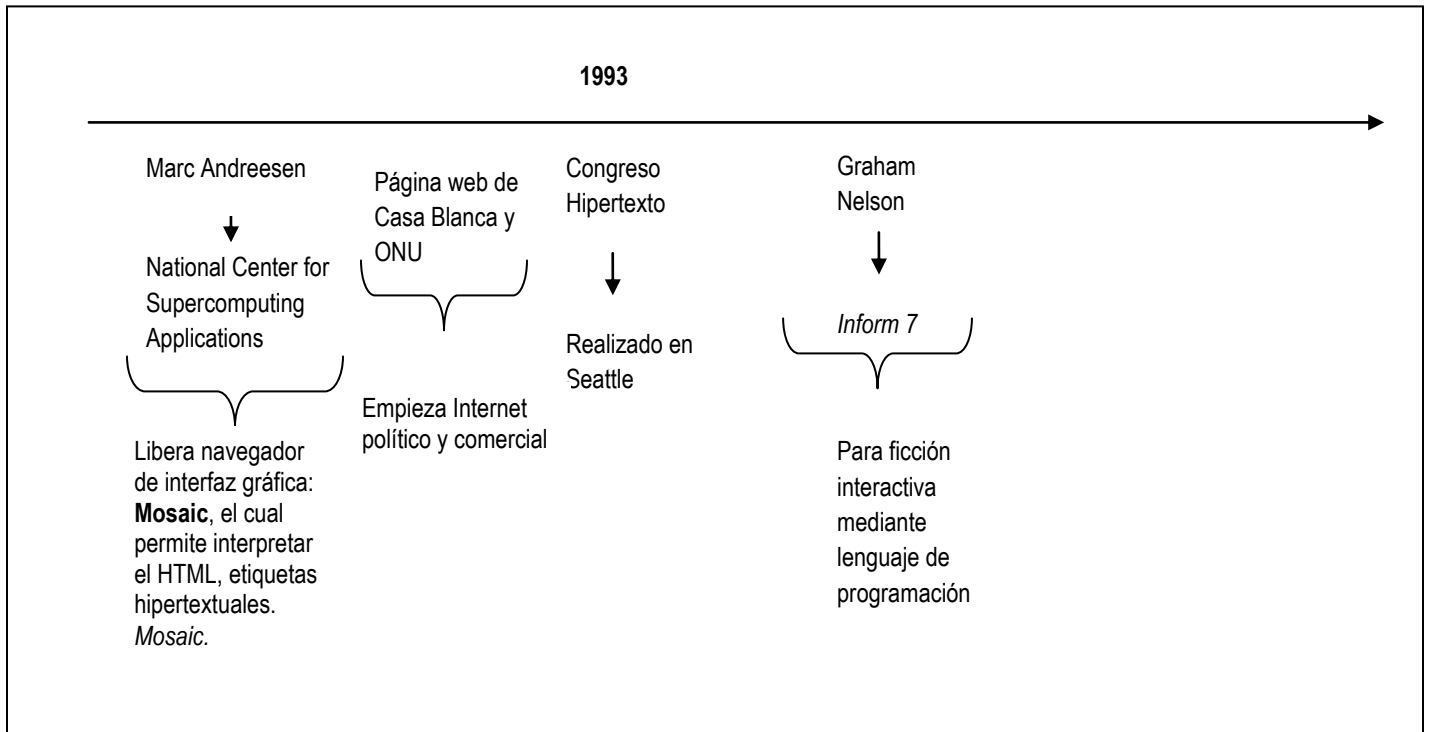 1993
Marc Andreesen
National Center for
Supercomputing
Applications
Libera navegador
de interfaz gráfica:
Mosaic, el cual
permite interpretar
el HTML, etiquetas
hipertextuales.
Mosaic.
Página web de
Casa Blanca y
ONU
Empieza Internet
político y comercial
Congreso
Hipertexto
Realizado en
Seattle
Graham
Nelson
Inform 7
Para ficción
interactiva
mediante
lenguaje de
programación